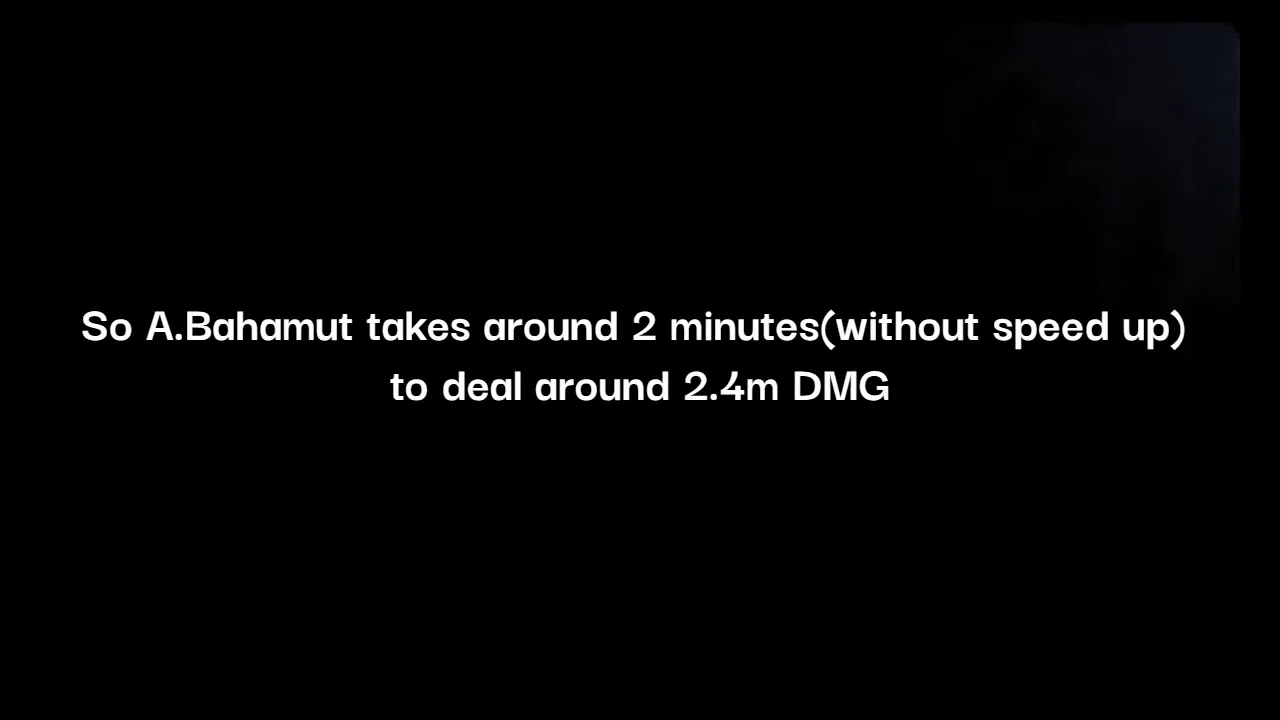 So A.Bahamut takes around 2 minutes(without speed up)
to deal around 2.4m DMG